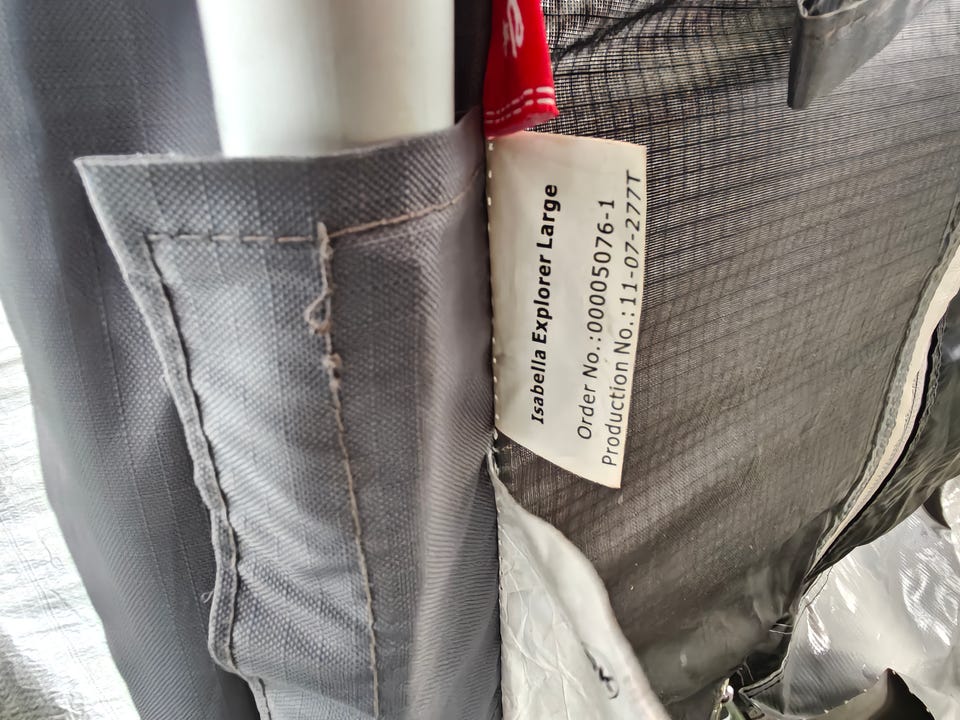 Isabella Explorer Large
Order No.:00005076-1
Production No.:11-07-277T